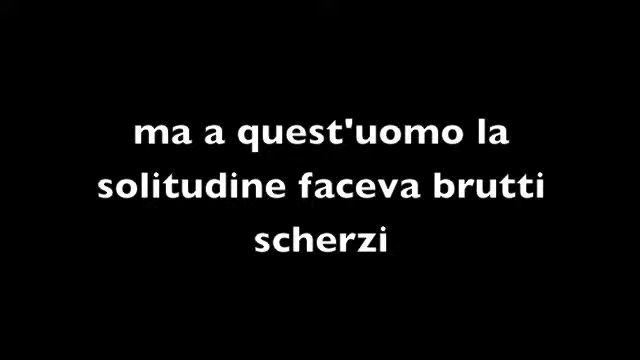 ma a quest'uomo la
solitudine faceva brutti
scherzi